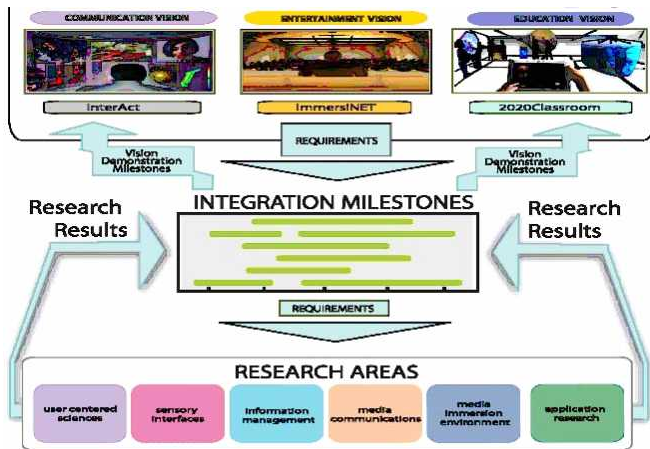 COMMUNICATION VISION
ENTERTAINMENT VISION
EDUCATION VISION
InterAct
ImmersiNET
2020Classroom
REQUIREMENTS
Vision
Demonstration
Milestones
Vision
Demonstration
Milestones
INTEGRATION MILESTONES
Research
Results
Research
Results
REQUIREMENTS
RESEARCH AREAS
user centered
sciences
sensory
interfaces
information
management
media
communications
media
immersion
environment
application
research